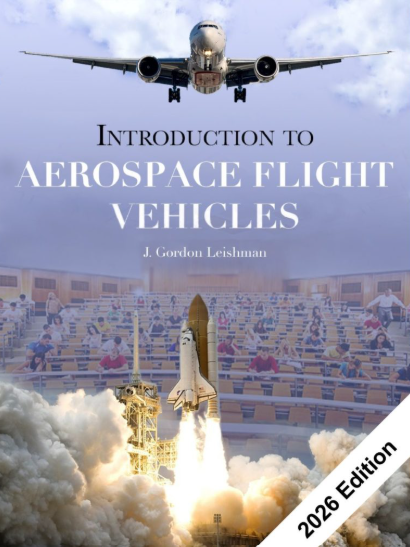 INTRODUCTION TO
AEROSPACE FLIGHT
VEHICLES
J. Gordon Leishman
2026 Edition